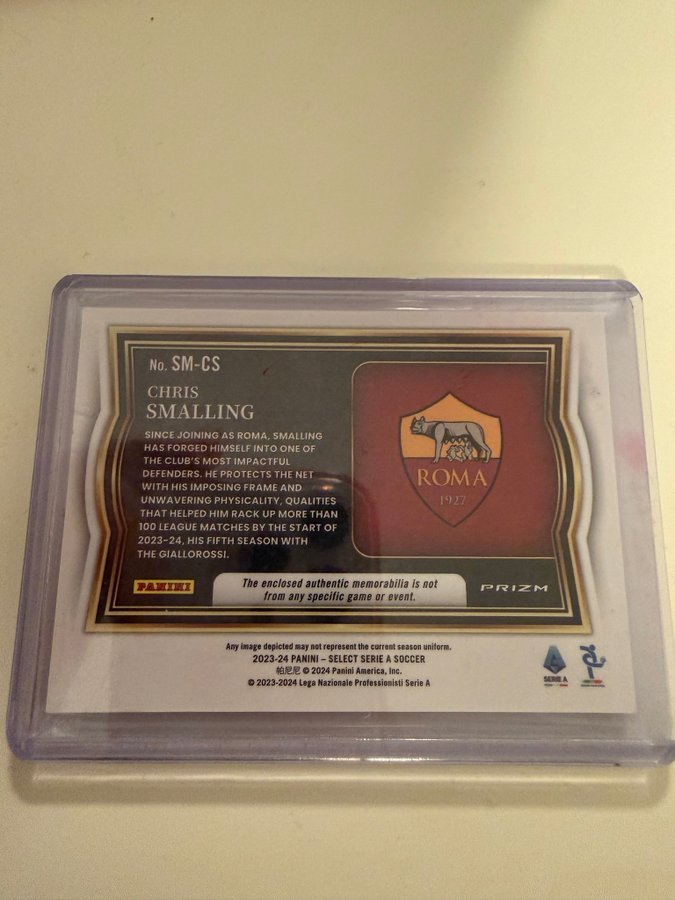 No. SM-CS
CHRIS
SMALLING
SINCE JOINING AS ROMA, SMALLING
HAS FORGED HIMSELF INTO ONE OF
THE CLUB'S MOST IMPACTFUL
DEFENDERS. HE PROTECTS THE NET
WITH HIS IMPOSING FRAME AND
UNWAVERING PHYSICALITY, QUALITIES
THAT HELPED HIM RACK UP MORE THAN
100 LEAGUE MATCHES BY THE START OF
2023-24, HIS FIFTH SEASON WITH
THE GIALLOROSSI.
ROMA
1927
PANINI
The enclosed authentic memorabilia is not
from any specific game or event.
PRIZM
Any image depicted may not represent the current season uniform.
2023-24 PANINI – SELECT SERIE A SOCCER
帕尼尼 © 2024 Panini America, Inc.
© 2023-2024 Lega Nazionale Professionisti Serie A
SERIE A